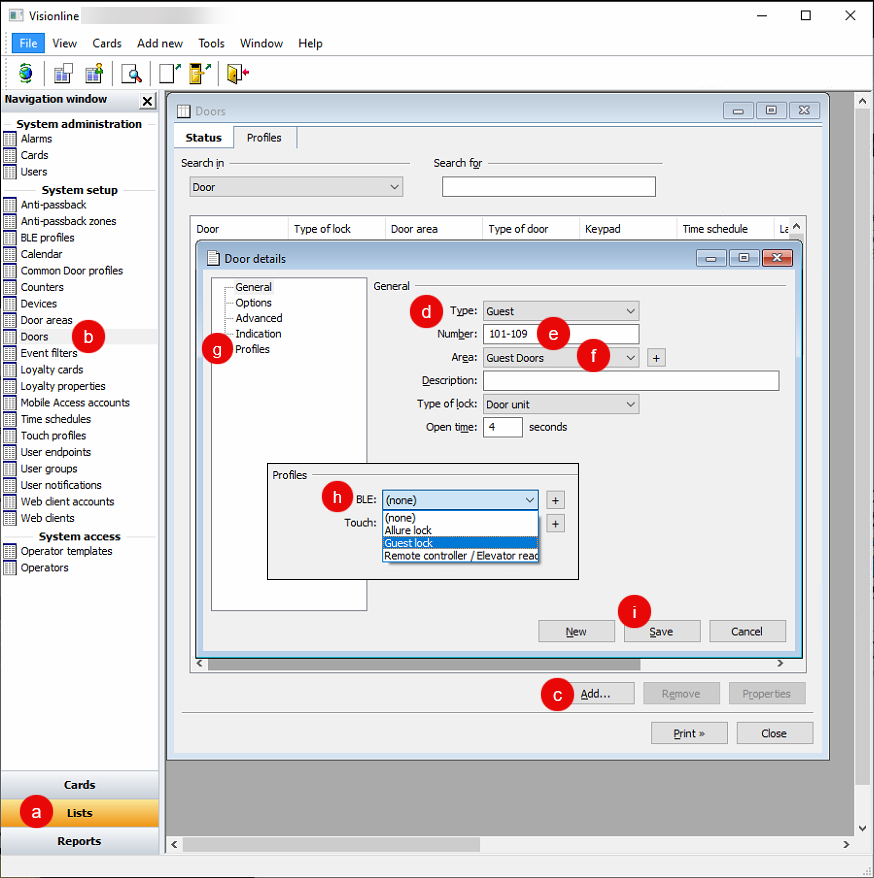 Visionline
File View Cards Add new Tools Window Help
Navigation window
System administration
Alarms
Cards
Users
System setup
Anti-passback
Anti-passback zones
BLE profiles
Calendar
Common Door profiles
Counters
Devices
Door areas
Doors
b
Event filters
Loyalty cards
Loyalty properties
Mobile Access accounts
Time schedules
Touch profiles
User endpoints
User groups
User notifications
Web client accounts
Web clients
System access
Operator templates
Operators
Cards
a
Lists
Reports
Doors
Status Profiles
Search in Search for
Door
Door Type of lock Door area Type of door Keypad Time schedule La
Door details
General
Options
Advanced
Indication
g Profiles
General
d Type: Guest
Number: 101-109 e
Area: Guest Doors f +
Description:
Type of lock: Door unit
Open time: 4 seconds
Profiles
h BLE: (none) +
Touch: +
(none)
Allure lock
Guest lock
Remote controller / Elevator reac
i
New Save Cancel
c Add... Remove Properties
Print » Close